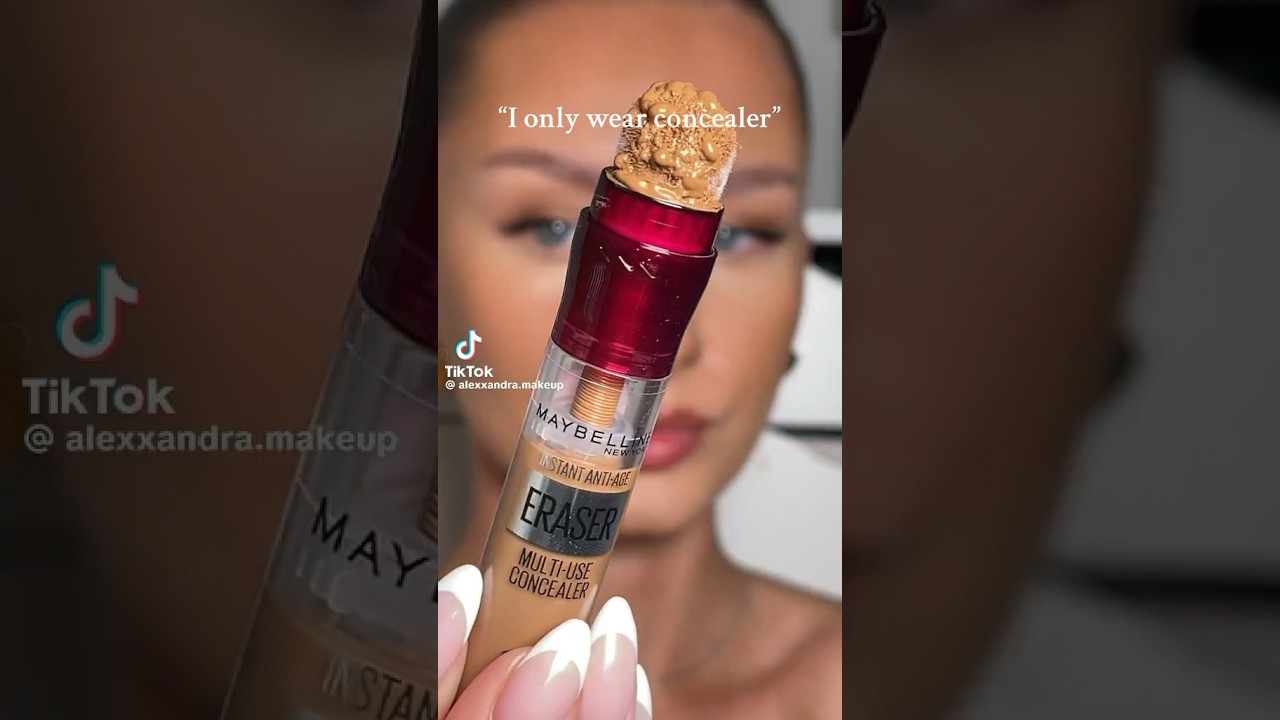 “I only wear concealer”
TikTok
@ alexxandra.makeup
TikTok
@ alexxandra.makeup
MAYBELLINE
NEW YORK
INSTANT ANTI-AGE
ERASER
MULTI-USE
CONCEALER
MAY
INSTAN